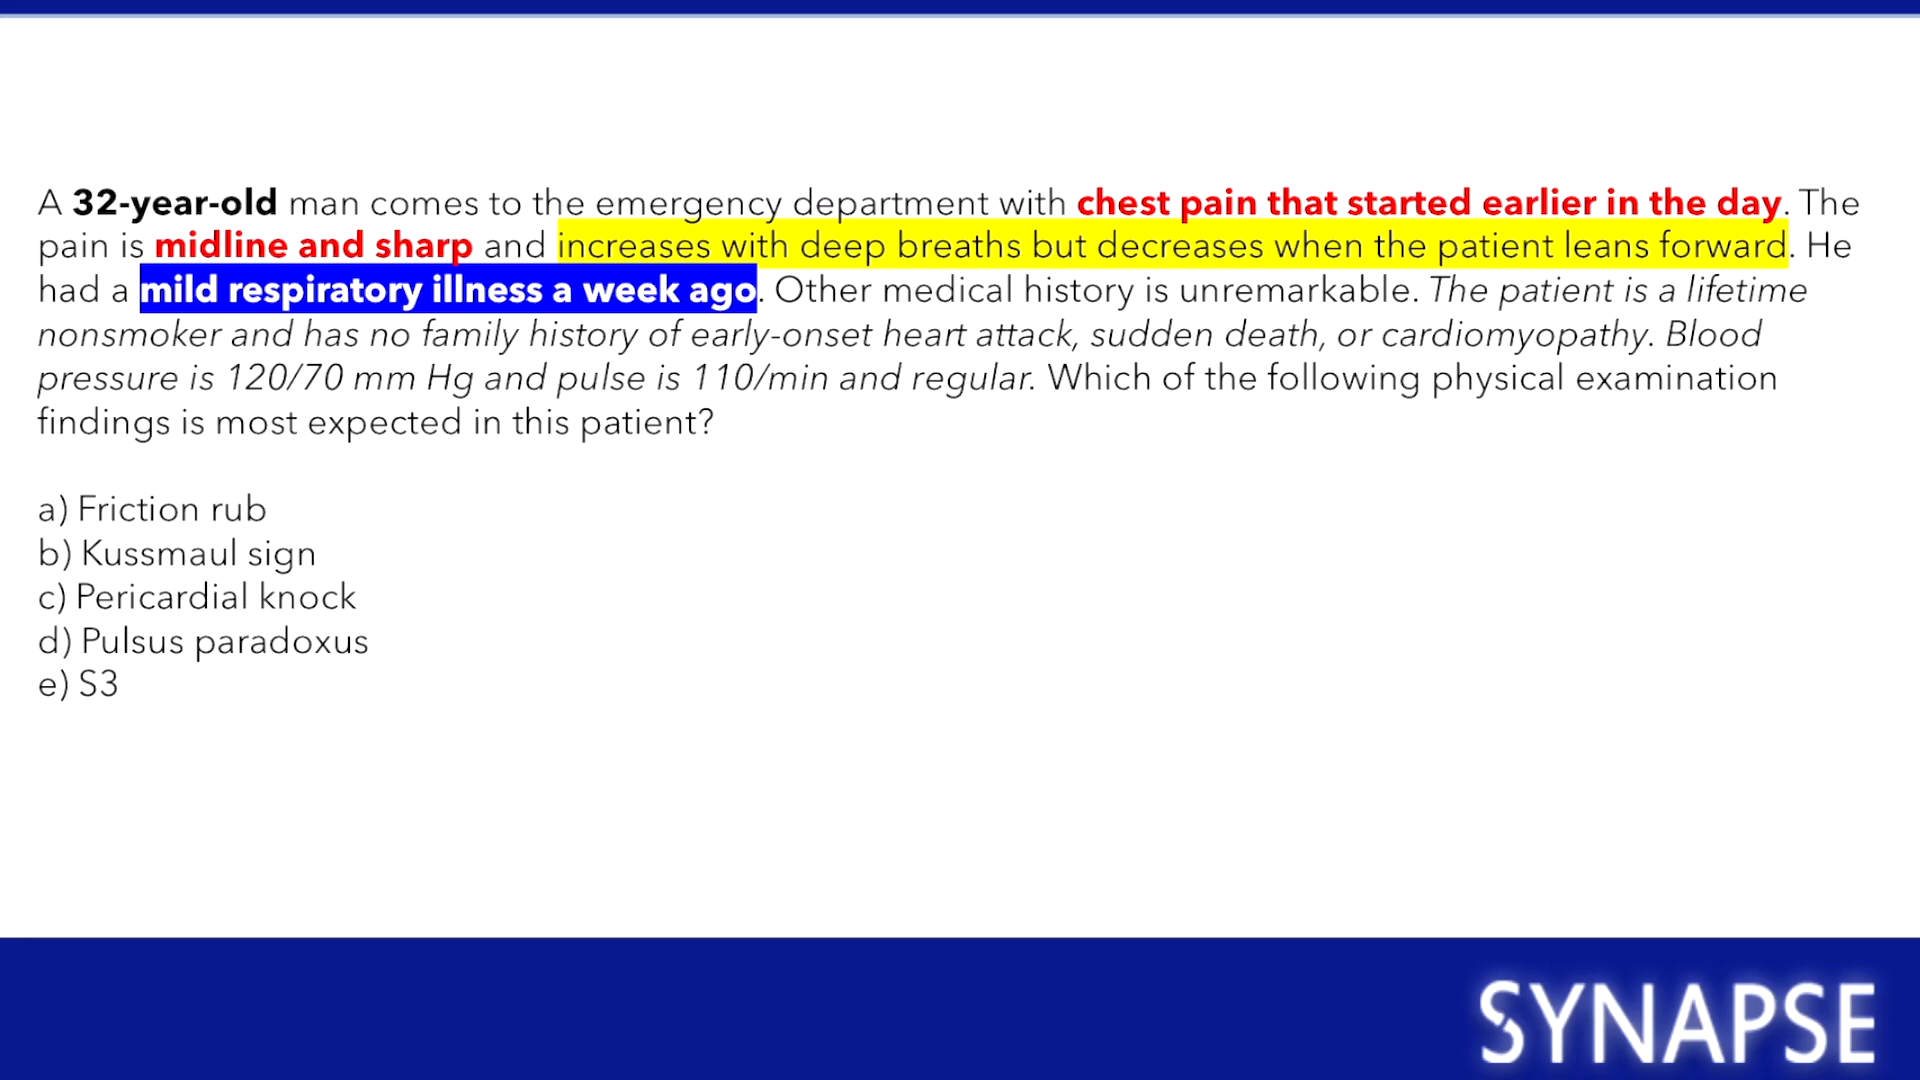 A 32-year-old man comes to the emergency department with chest pain that started earlier in the day. The
pain is midline and sharp and increases with deep breaths but decreases when the patient leans forward. He
had a mild respiratory illness a week ago. Other medical history is unremarkable. The patient is a lifetime
nonsmoker and has no family history of early-onset heart attack, sudden death, or cardiomyopathy. Blood
pressure is 120/70 mm Hg and pulse is 110/min and regular. Which of the following physical examination
findings is most expected in this patient?
a) Friction rub
b) Kussmaul sign
c) Pericardial knock
d) Pulsus paradoxus
e) S3
SYNAPSE